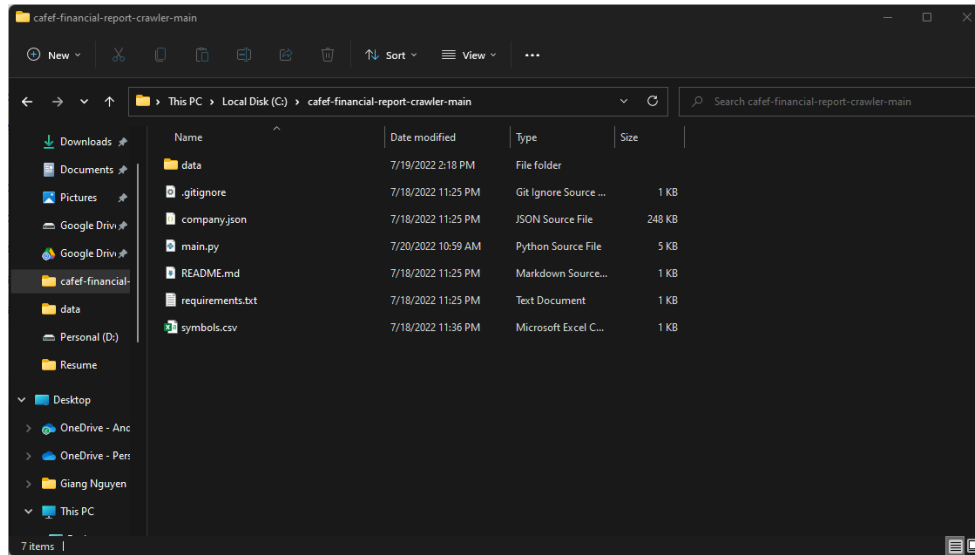 cafef-financial-report-crawler-main
New
Sort
View
This PC > Local Disk (C:) > cafef-financial-report-crawler-main
Search cafef-financial-report-crawler-main
Downloads
Documents
Pictures
Google Driv
Google Driv
cafef-financial-
data
Personal (D:)
Resume
Desktop
OneDrive - And
OneDrive - Pers
Giang Nguyen
This PC
Name Date modified Type Size
data 7/19/2022 2:18 PM File folder
.gitignore 7/18/2022 11:25 PM Git Ignore Source ... 1 KB
company.json 7/18/2022 11:25 PM JSON Source File 248 KB
main.py 7/20/2022 10:59 AM Python Source File 5 KB
README.md 7/18/2022 11:25 PM Markdown Source... 1 KB
requirements.txt 7/18/2022 11:25 PM Text Document 1 KB
symbols.csv 7/18/2022 11:36 PM Microsoft Excel C... 1 KB
7 items